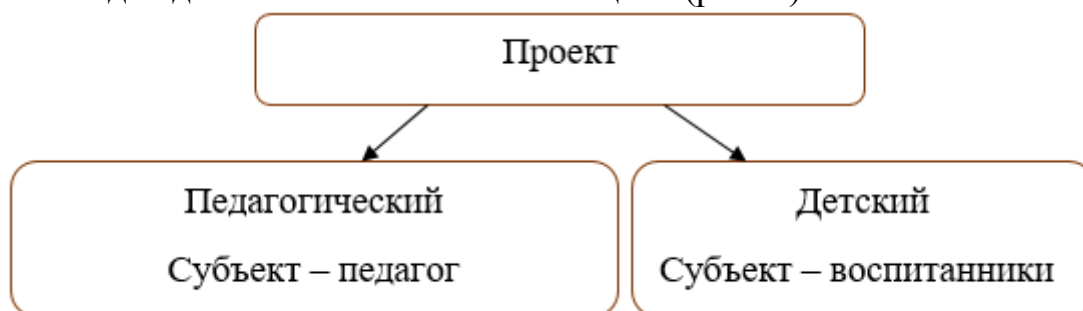 Проект
Педагогический
Субъект – педагог
Детский
Субъект – воспитанники